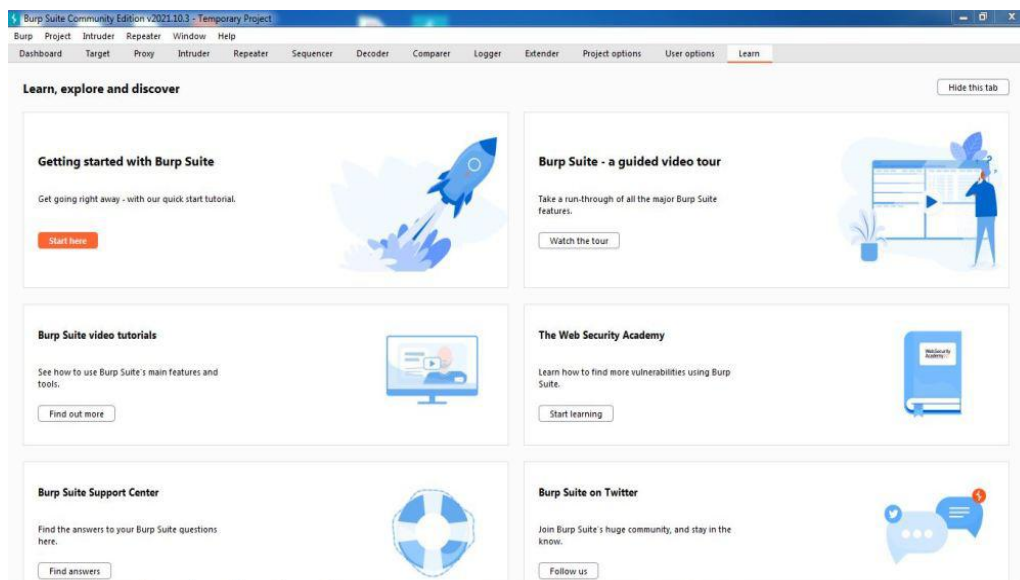 Burp Suite Community Edition v2021.10.3 - Temporary Project
Burp Project Intruder Repeater Window Help
Dashboard Target Proxy Intruder Repeater Sequencer Decoder Comparer Logger Extender Project options User options Learn
Learn, explore and discover
Hide this tab
Getting started with Burp Suite
Get going right away - with our quick start tutorial.
Start here
Burp Suite - a guided video tour
Take a run-through of all the major Burp Suite
features.
Watch the tour
Burp Suite video tutorials
See how to use Burp Suite's main features and
tools.
Find out more
The Web Security Academy
Learn how to find more vulnerabilities using Burp
Suite.
Start learning
WebSecurity
Academy
Burp Suite Support Center
Find the answers to your Burp Suite questions
here.
Find answers
Burp Suite on Twitter
Join Burp Suite's huge community, and stay in the
know.
Follow us